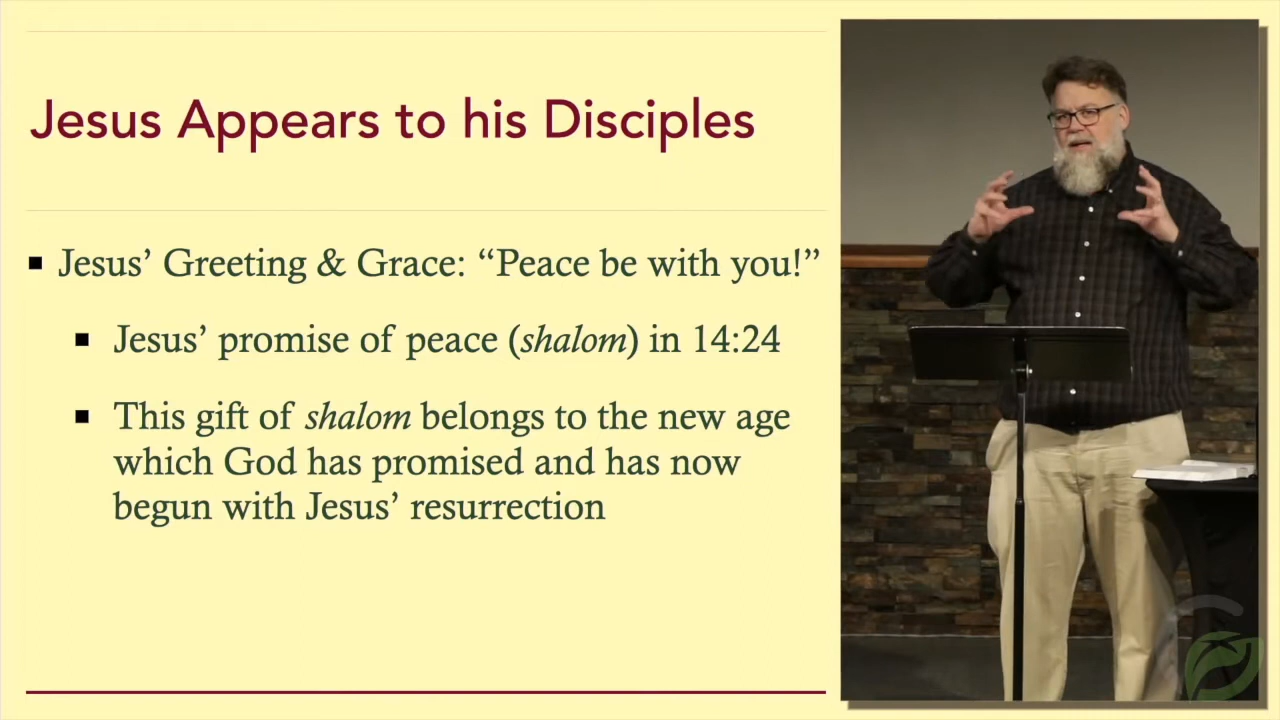 Jesus Appears to his Disciples
Jesus’ Greeting & Grace: “Peace be with you!”
Jesus’ promise of peace (shalom) in 14:24
This gift of shalom belongs to the new age
which God has promised and has now
begun with Jesus’ resurrection